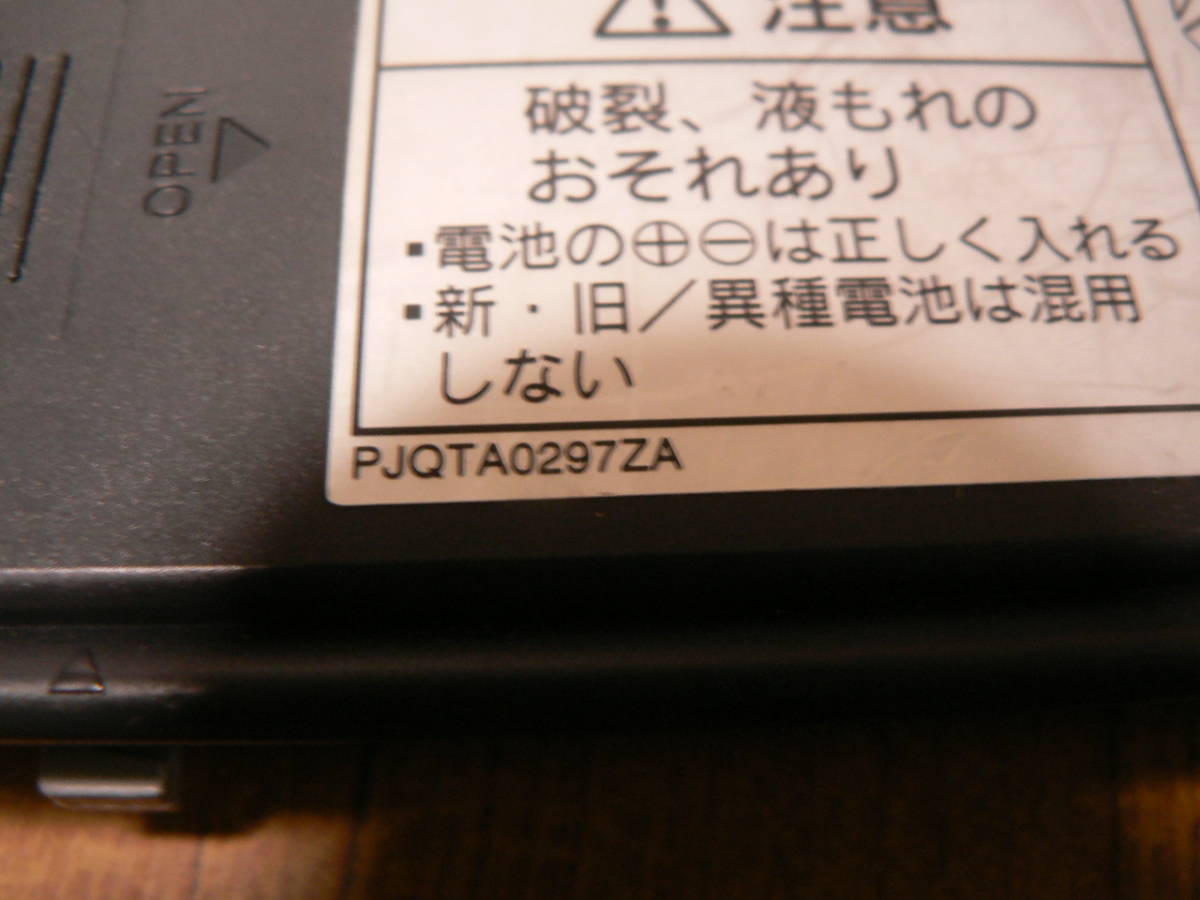 OPEN
注意
破裂、液もれの
おそれあり
▪電池の⊕⊖は正しく入れる
▪新・旧／異種電池は混用
しない
PJQTA0297ZA